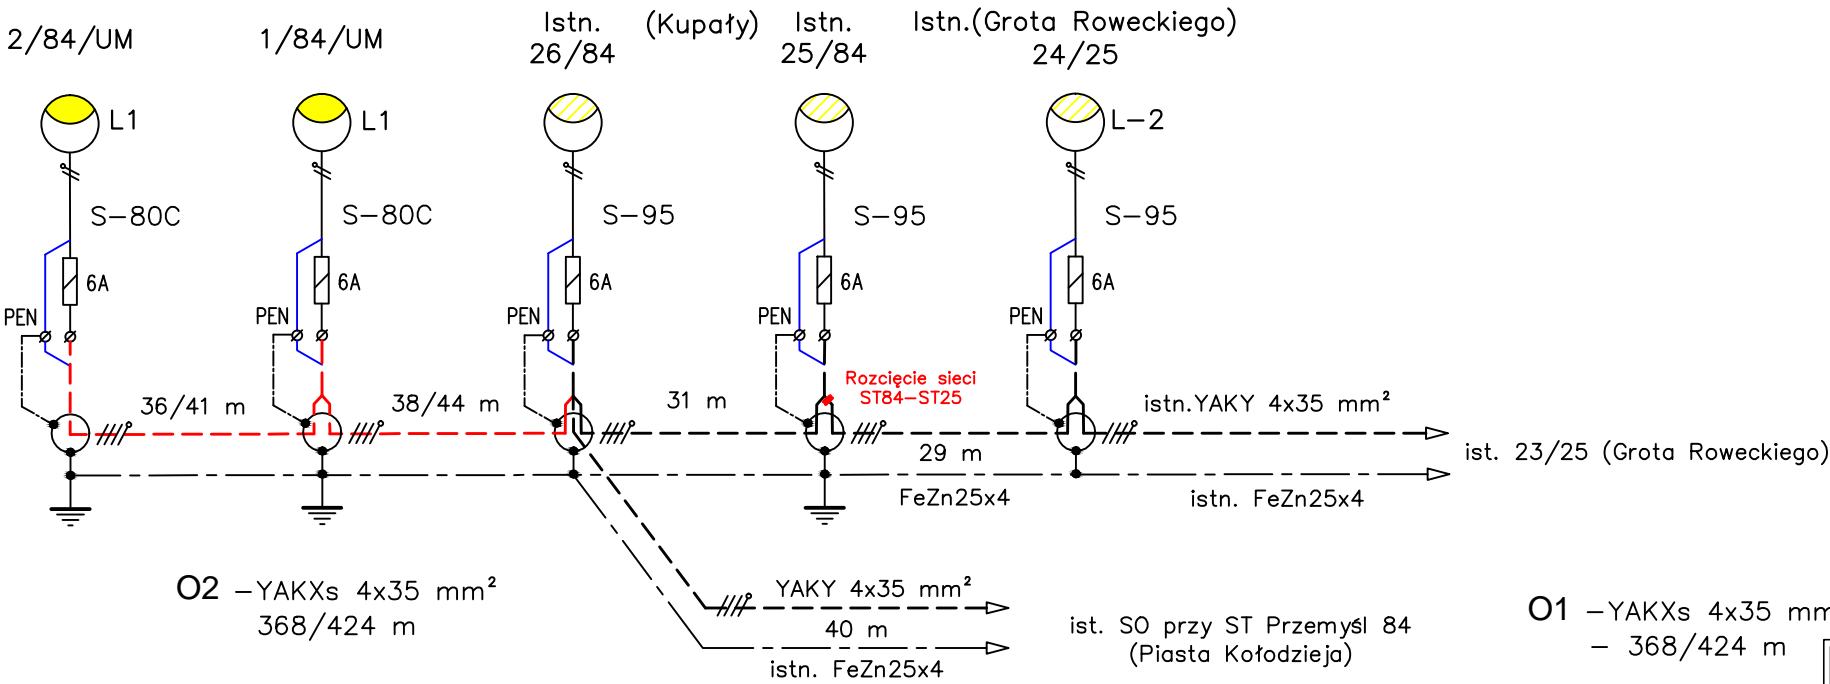 2/84/UM
1/84/UM
Istn.
26/84
(Kupały)
Istn.
25/84
Istn.(Grota Roweckiego)
24/25
L1
L1
L-2
S-80C
S-80C
S-95
S-95
S-95
6A
6A
6A
6A
6A
PEN
PEN
PEN
PEN
PEN
Rozcięcie sieci
ST84-ST25
36/41 m
38/44 m
31 m
29 m
istn.YAKY 4x35 mm²
ist. 23/25 (Grota Roweckiego)
FeZn25x4
istn. FeZn25x4
O2 -YAKXs 4x35 mm²
368/424 m
YAKY 4x35 mm²
40 m
istn. FeZn25x4
ist. SO przy ST Przemyśl 84
(Piasta Kołodzieja)
O1 -YAKXs 4x35 mm
- 368/424 m